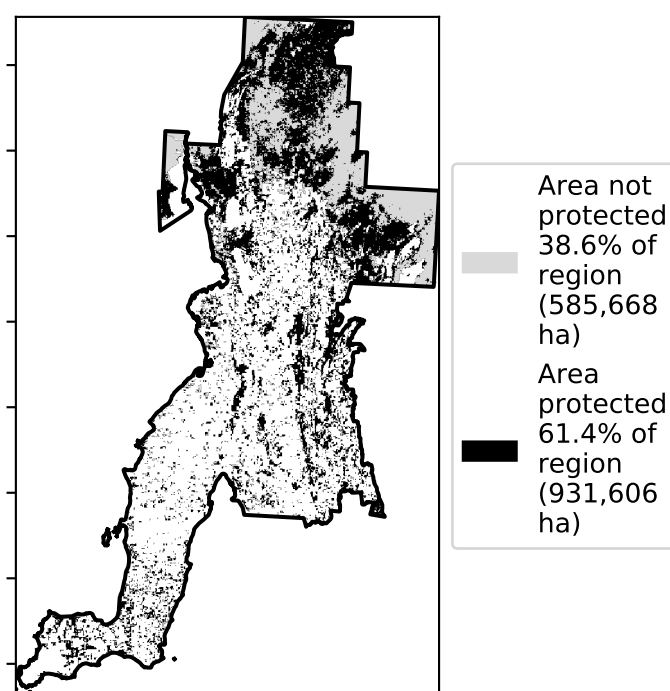 Area not
protected
38.6% of
region
(585,668
ha)
Area
protected
61.4% of
region
(931,606
ha)